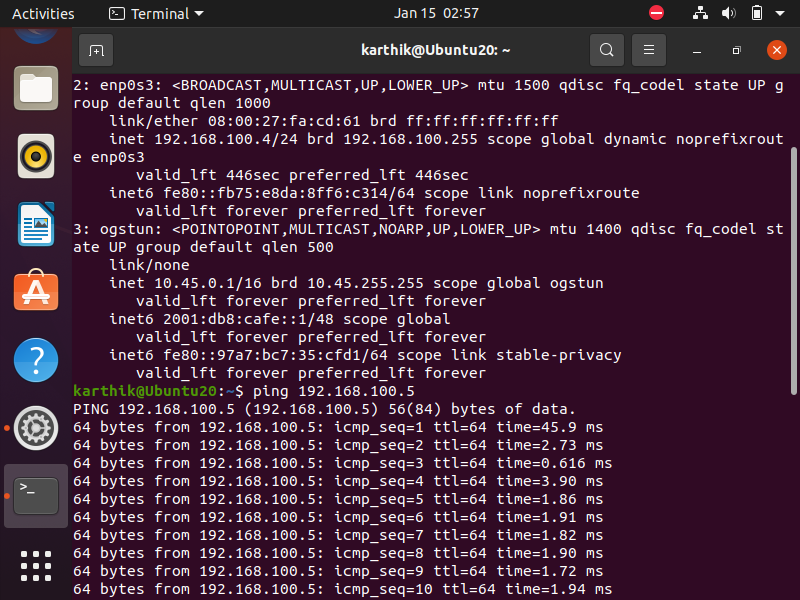 Activities
Terminal
Jan 15 02:57
karthik@Ubuntu20: ~
2: enp0s3: <BROADCAST,MULTICAST,UP,LOWER_UP> mtu 1500 qdisc fq_codel state UP g
roup default qlen 1000
link/ether 08:00:27:fa:cd:61 brd ff:ff:ff:ff:ff:ff
inet 192.168.100.4/24 brd 192.168.100.255 scope global dynamic noprefixrout
e enp0s3
valid_lft 446sec preferred_lft 446sec
inet6 fe80::fb75:e8da:8ff6:c314/64 scope link noprefixroute
valid_lft forever preferred_lft forever
3: ogstun: <POINTOPOINT,MULTICAST,NOARP,UP,LOWER_UP> mtu 1400 qdisc fq_codel st
ate UP group default qlen 500
link/none
inet 10.45.0.1/16 brd 10.45.255.255 scope global ogstun
valid_lft forever preferred_lft forever
inet6 2001:db8:cafe::1/48 scope global
valid_lft forever preferred_lft forever
inet6 fe80::97a7:bc7:35:cfd1/64 scope link stable-privacy
valid_lft forever preferred_lft forever
karthik@Ubuntu20:~$ ping 192.168.100.5
PING 192.168.100.5 (192.168.100.5) 56(84) bytes of data.
64 bytes from 192.168.100.5: icmp_seq=1 ttl=64 time=45.9 ms
64 bytes from 192.168.100.5: icmp_seq=2 ttl=64 time=2.73 ms
64 bytes from 192.168.100.5: icmp_seq=3 ttl=64 time=0.616 ms
64 bytes from 192.168.100.5: icmp_seq=4 ttl=64 time=3.90 ms
64 bytes from 192.168.100.5: icmp_seq=5 ttl=64 time=1.86 ms
64 bytes from 192.168.100.5: icmp_seq=6 ttl=64 time=1.91 ms
64 bytes from 192.168.100.5: icmp_seq=7 ttl=64 time=1.82 ms
64 bytes from 192.168.100.5: icmp_seq=8 ttl=64 time=1.90 ms
64 bytes from 192.168.100.5: icmp_seq=9 ttl=64 time=1.72 ms
64 bytes from 192.168.100.5: icmp_seq=10 ttl=64 time=1.94 ms